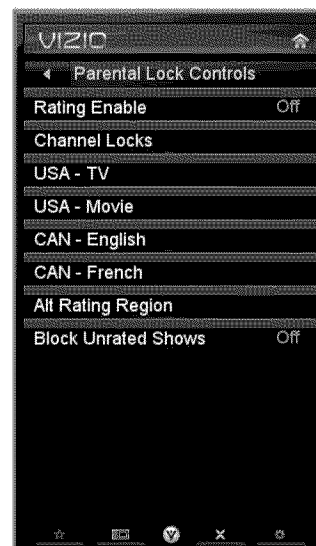 VIZIO
Parental Lock Controls
Rating Enable Off
Channel Locks
USA - TV
USA - Movie
CAN - English
CAN - French
Alt Rating Region
Block Unrated Shows Off
V